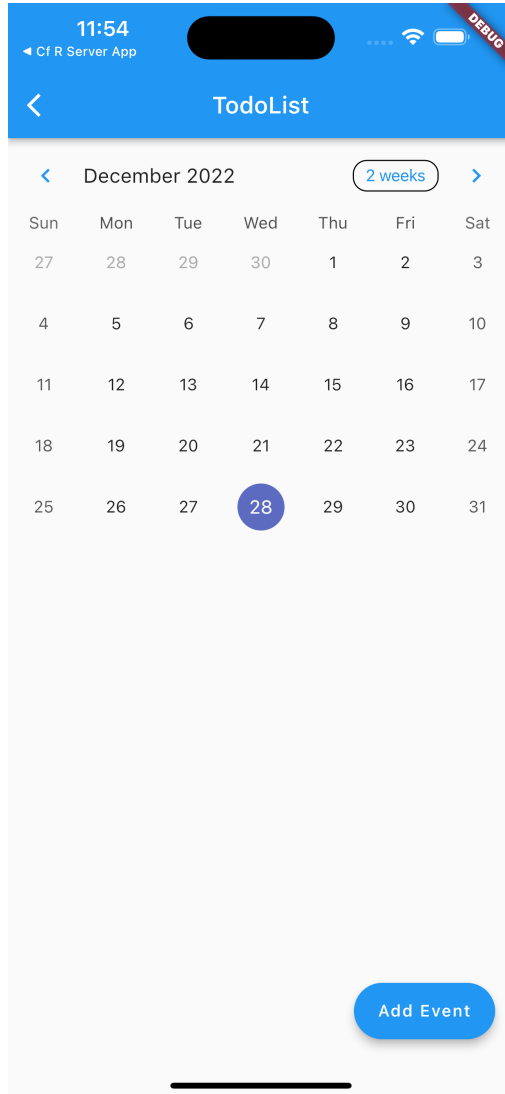 11:54
DEBUG
◀ Cf R Server App
TodoList
December 2022 2 weeks
Sun Mon Tue Wed Thu Fri Sat
27 28 29 30 1 2 3
4 5 6 7 8 9 10
11 12 13 14 15 16 17
18 19 20 21 22 23 24
25 26 27 28 29 30 31
Add Event